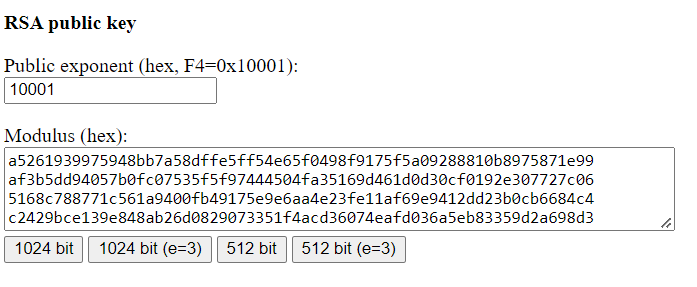 RSA public key
Public exponent (hex, F4=0x10001):
10001
Modulus (hex):
a5261939975948bb7a58dffe5ff54e65f0498f9175f5a09288810b8975871e99
af3b5dd94057b0fc07535f5f97444504fa35169d461d0d30cf0192e307727c06
5168c788771c561a9400fb49175e9e6aa4e23fe11af69e9412dd23b0cb6684c4
c2429bce139e848ab26d0829073351f4acd36074eafd036a5eb83359d2a698d3
1024 bit 1024 bit (e=3) 512 bit 512 bit (e=3)